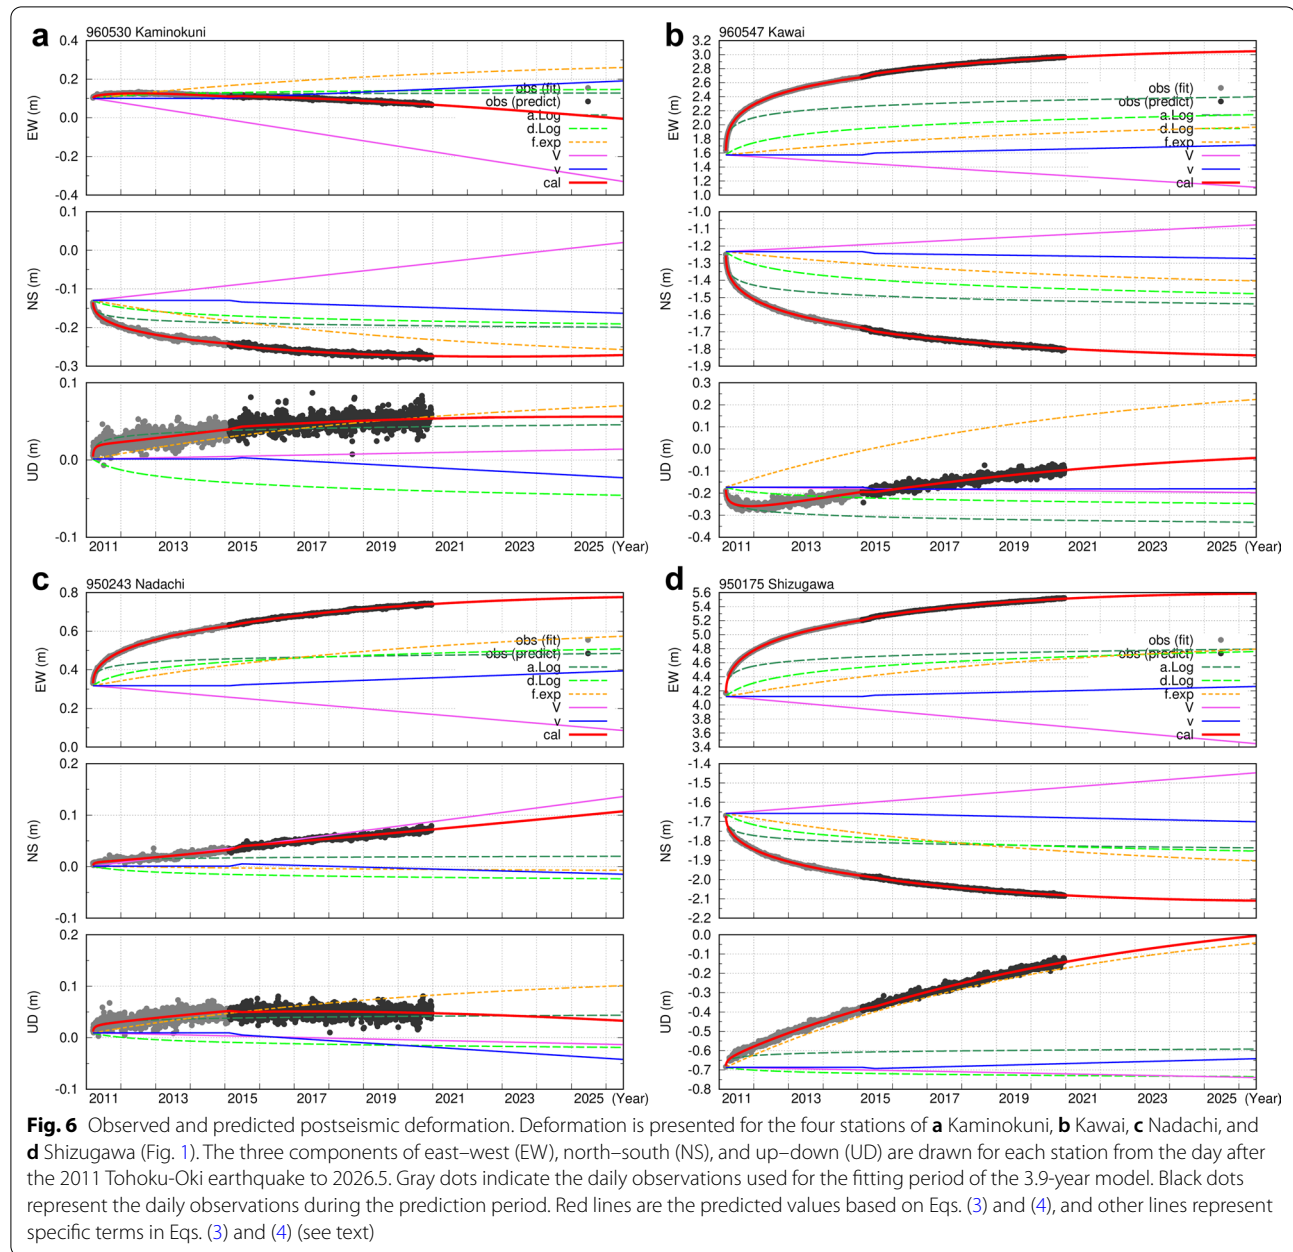 a
960530 Kaminokuni
0.4
0.2
0.0
-0.2
-0.4
EW (m)
obs (fit)
obs (predict)
a.Log
d.Log
f.exp
V
v
cal
0.1
0.0
-0.1
-0.2
-0.3
NS (m)
0.1
0.0
-0.1
UD (m)
2011 2013 2015 2017 2019 2021 2023 2025 (Year)
b
960547 Kawai
3.2
3.0
2.8
2.6
2.4
2.2
2.0
1.8
1.6
1.4
1.2
1.0
EW (m)
obs (fit)
obs (predict)
a.Log
d.Log
f.exp
V
v
cal
-1.0
-1.1
-1.2
-1.3
-1.4
-1.5
-1.6
-1.7
-1.8
-1.9
NS (m)
0.3
0.2
0.1
0.0
-0.1
-0.2
-0.3
-0.4
UD (m)
2011 2013 2015 2017 2019 2021 2023 2025 (Year)
c
950243 Nadachi
0.8
0.6
0.4
0.2
0.0
EW (m)
obs (fit)
obs (predict)
a.Log
d.Log
f.exp
V
v
cal
0.2
0.1
0.0
-0.1
NS (m)
0.2
0.1
0.0
-0.1
UD (m)
2011 2013 2015 2017 2019 2021 2023 2025 (Year)
d
950175 Shizugawa
5.6
5.4
5.2
5.0
4.8
4.6
4.4
4.2
4.0
3.8
3.6
3.4
EW (m)
obs (fit)
obs (predict)
a.Log
d.Log
f.exp
V
v
cal
-1.4
-1.5
-1.6
-1.7
-1.8
-1.9
-2.0
-2.1
-2.2
NS (m)
0.0
-0.1
-0.2
-0.3
-0.4
-0.5
-0.6
-0.7
-0.8
UD (m)
2011 2013 2015 2017 2019 2021 2023 2025 (Year)
Fig. 6 Observed and predicted postseismic deformation. Deformation is presented for the four stations of a Kaminokuni, b Kawai, c Nadachi, and
d Shizugawa (Fig. 1). The three components of east–west (EW), north–south (NS), and up–down (UD) are drawn for each station from the day after
the 2011 Tohoku-Oki earthquake to 2026.5. Gray dots indicate the daily observations used for the fitting period of the 3.9-year model. Black dots
represent the daily observations during the prediction period. Red lines are the predicted values based on Eqs. (3) and (4), and other lines represent
specific terms in Eqs. (3) and (4) (see text)